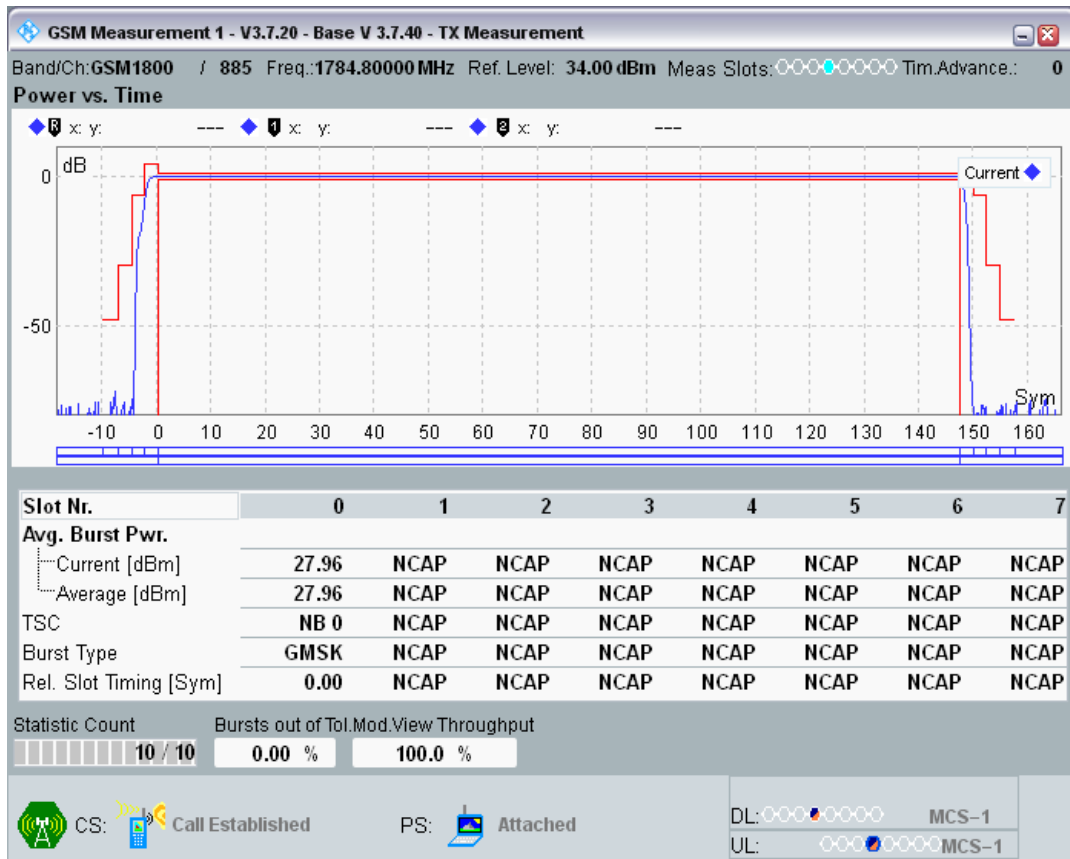 GSM Measurement 1 - V3.7.20 - Base V 3.7.40 - TX Measurement
Band/Ch:GSM1800 / 885 Freq.:1784.80000 MHz Ref. Level: 34.00 dBm Meas Slots: Tim.Advance.: 0
Power vs. Time
R x: y: --- 1 x: y: --- 2 x: y: ---
dB
Current
0
-50
Sym
-10 0 10 20 30 40 50 60 70 80 90 100 110 120 130 140 150 160
Slot Nr. 0 1 2 3 4 5 6 7
Avg. Burst Pwr.
Current [dBm] 27.96 NCAP NCAP NCAP NCAP NCAP NCAP NCAP
Average [dBm] 27.96 NCAP NCAP NCAP NCAP NCAP NCAP NCAP
TSC NB 0 NCAP NCAP NCAP NCAP NCAP NCAP NCAP
Burst Type GMSK NCAP NCAP NCAP NCAP NCAP NCAP NCAP
Rel. Slot Timing [Sym] 0.00 NCAP NCAP NCAP NCAP NCAP NCAP NCAP
Statistic Count Bursts out of Tol.Mod.View Throughput
10 / 10 0.00 % 100.0 %
CS: Call Established PS: Attached DL: MCS-1
UL: MCS-1